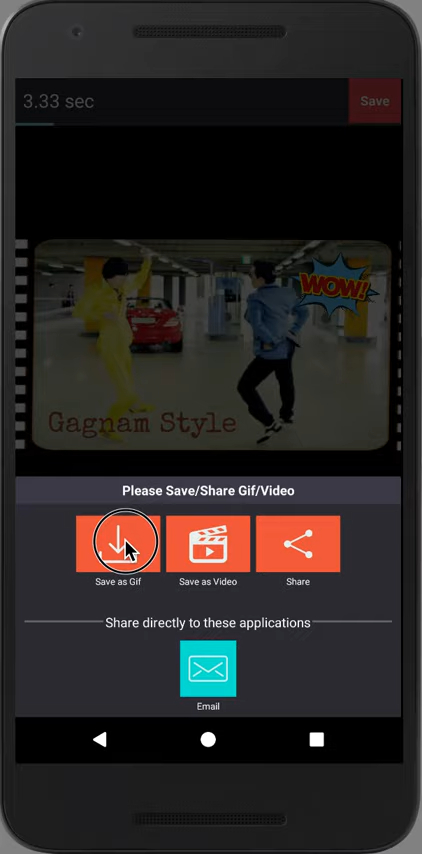 3.33 sec
Save
WOW!
Gagnam Style
Please Save/Share Gif/Video
Save as Gif
Save as Video
Share
Share directly to these applications
Email